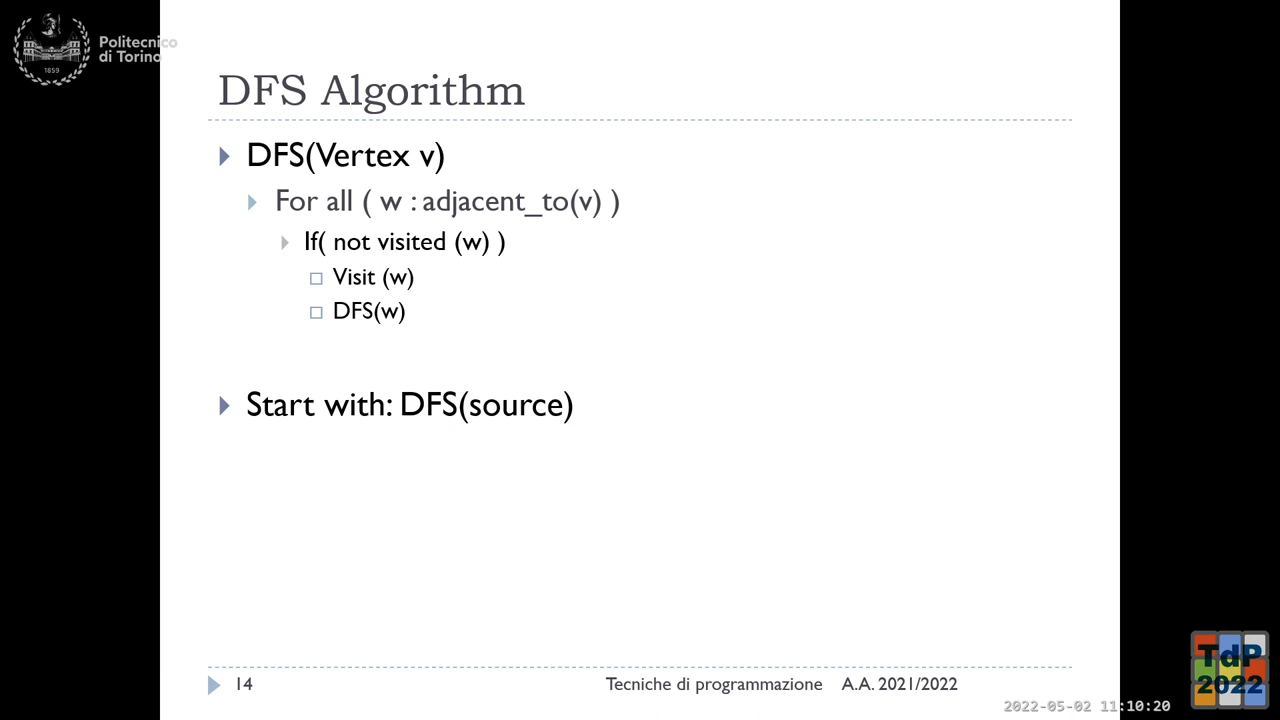 Politecnico
di Torino
1859
DFS Algorithm
DFS(Vertex v)
For all ( w : adjacent_to(v) )
If( not visited (w) )
Visit (w)
DFS(w)
Start with: DFS(source)
14
Tecniche di programmazione A.A. 2021/2022
2022-05-02 11:10:20
TdP
2022